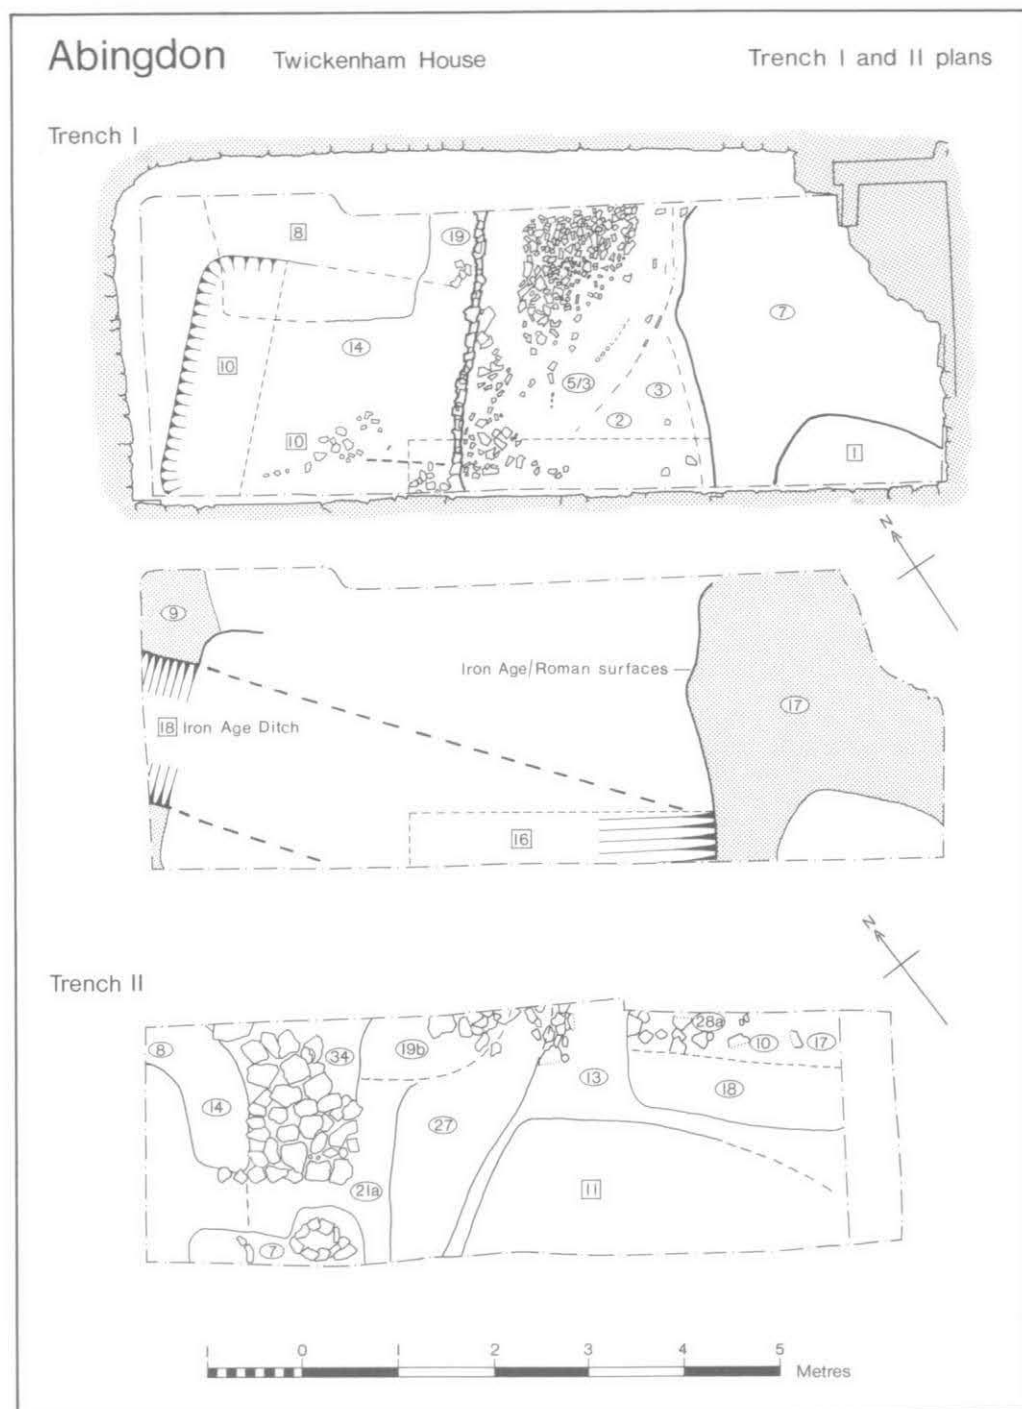 Abingdon Twickenham House Trench I and II plans
Trench I
8
19
7
14
10
5/3
3
2
10
1
N
9
Iron Age/Roman surfaces
17
18 Iron Age Ditch
16
N
Trench II
8
34
19b
28a
10
17
14
13
18
27
21a
11
7
1 0 1 2 3 4 5
Metres